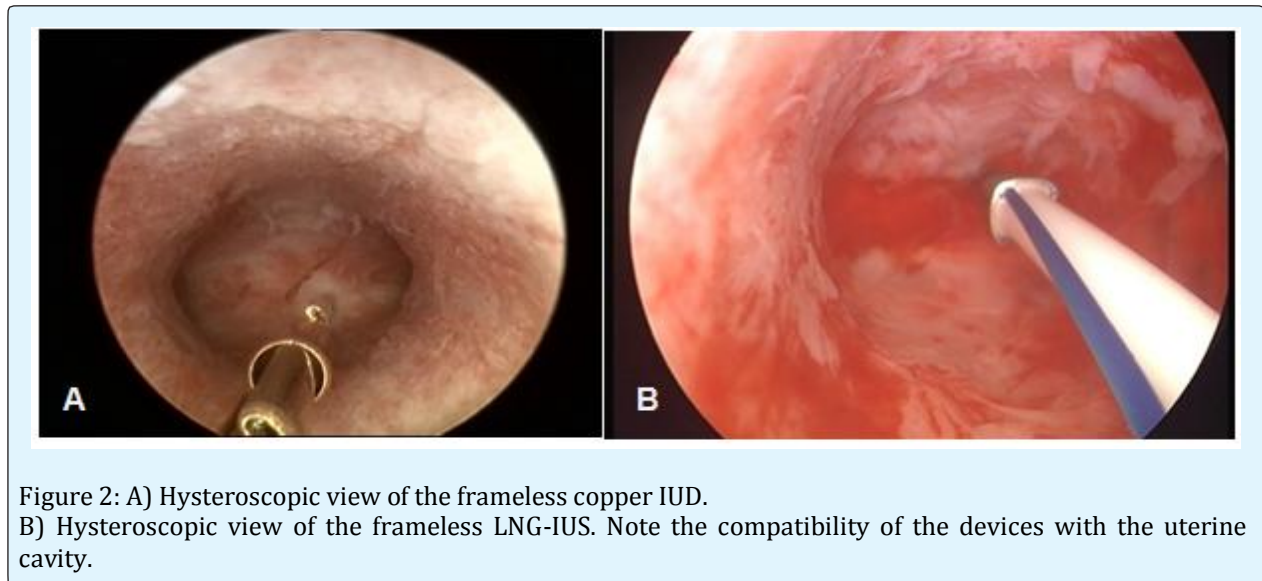 A
B
Figure 2: A) Hysteroscopic view of the frameless copper IUD.
B) Hysteroscopic view of the frameless LNG-IUS. Note the compatibility of the devices with the uterine
cavity.